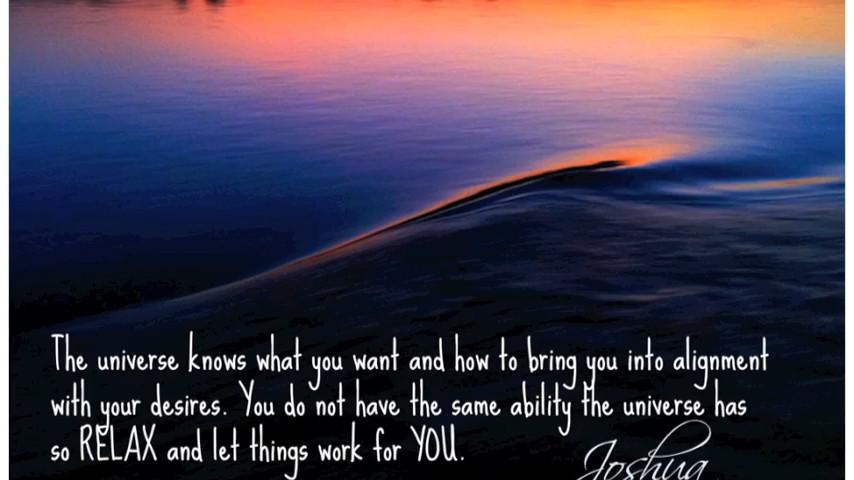 The universe knows what you want and how to bring you into alignment
with your desires. You do not have the same ability the universe has
so RELAX and let things work for YOU.
Joshua